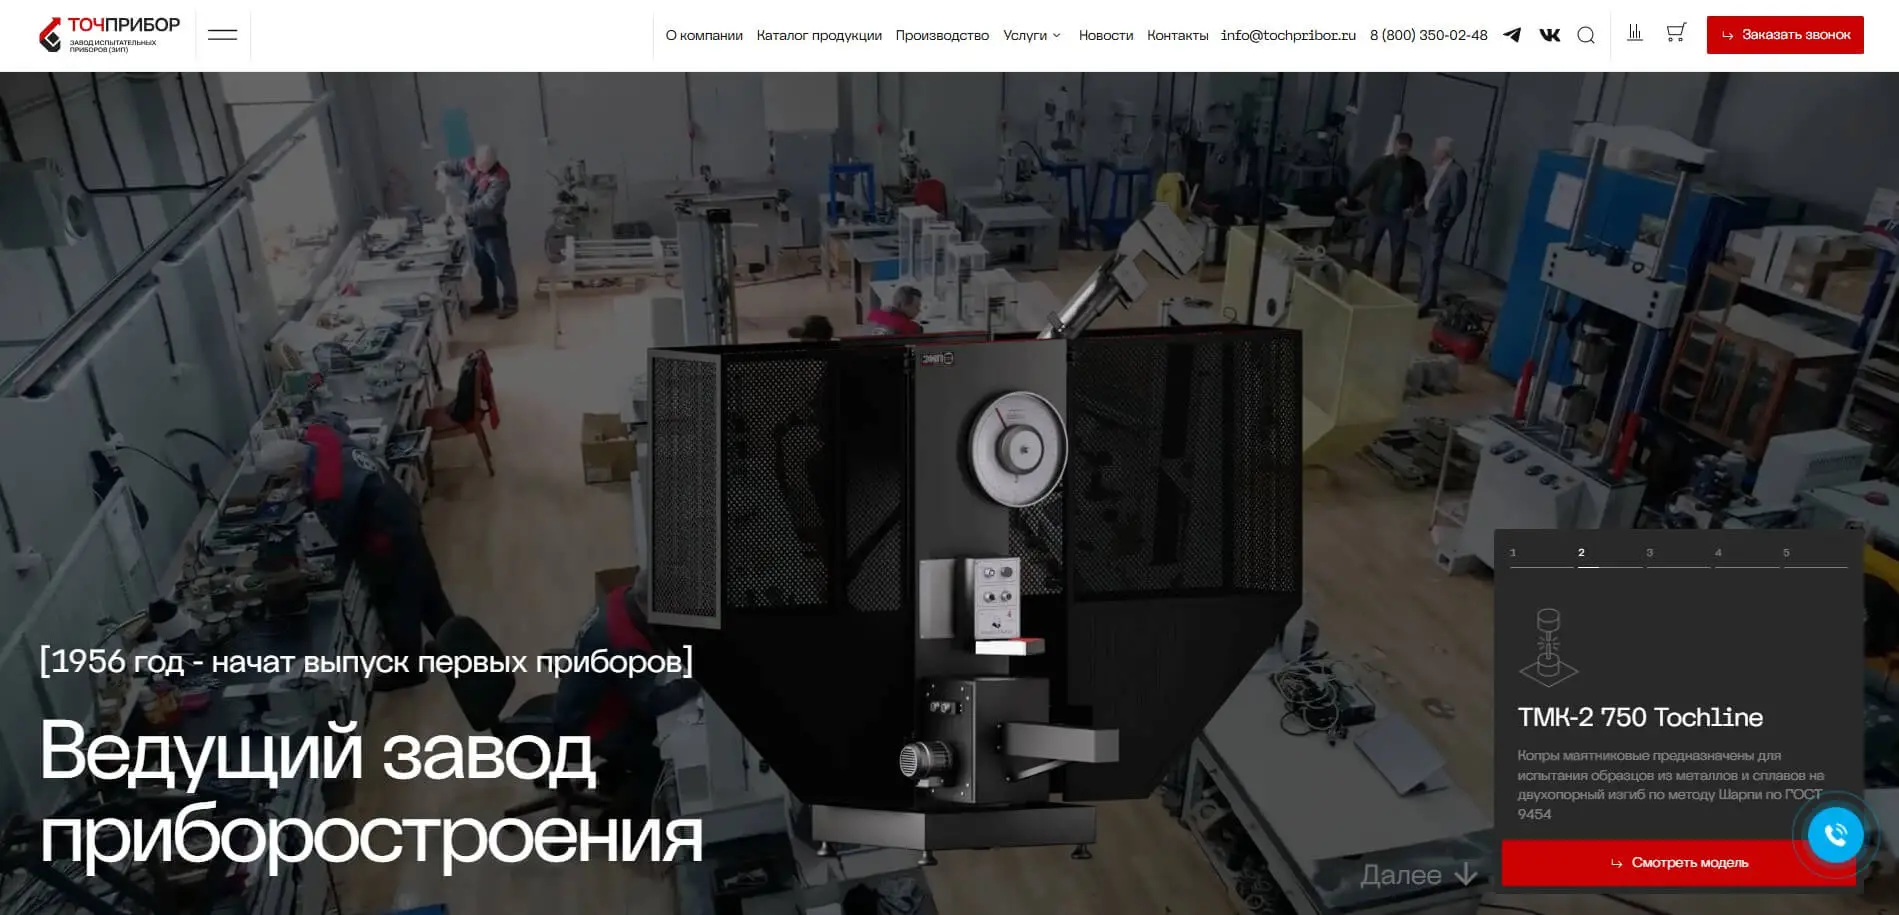 ТОЧПРИБОР
ЗАВОД ИСПЫТАТЕЛЬНЫХ
ПРИБОРОВ (ЗИП)
О компании
Каталог продукции
Производство
Услуги
Новости
Контакты
info@tochpribor.ru
8 (800) 350-02-48
Заказать звонок
[1956 год - начат выпуск первых приборов]
Ведущий завод
приборостроения
Далее
1 2 3 4 5
ТМК-2 750 Tochline
Копры маятниковые предназначены для
испытания образцов из металлов и сплавов на
двухопорный изгиб по методу Шарпи по ГОСТ
9454
Смотреть модель